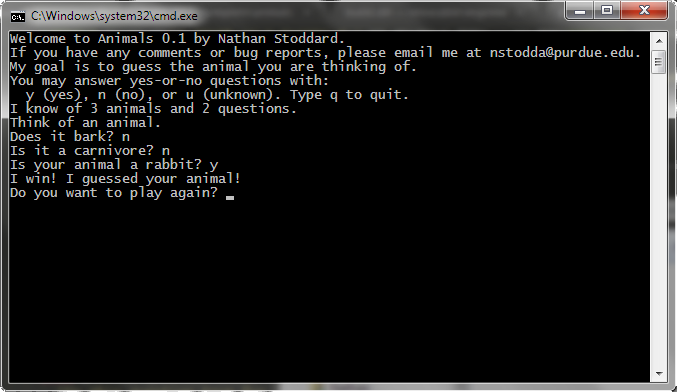 C:\Windows\system32\cmd.exe
Welcome to Animals 0.1 by Nathan Stoddard.
If you have any comments or bug reports, please email me at nstodda@purdue.edu.
My goal is to guess the animal you are thinking of.
You may answer yes-or-no questions with:
  y (yes), n (no), or u (unknown). Type q to quit.
I know of 3 animals and 2 questions.
Think of an animal.
Does it bark? n
Is it a carnivore? n
Is your animal a rabbit? y
I win! I guessed your animal!
Do you want to play again?